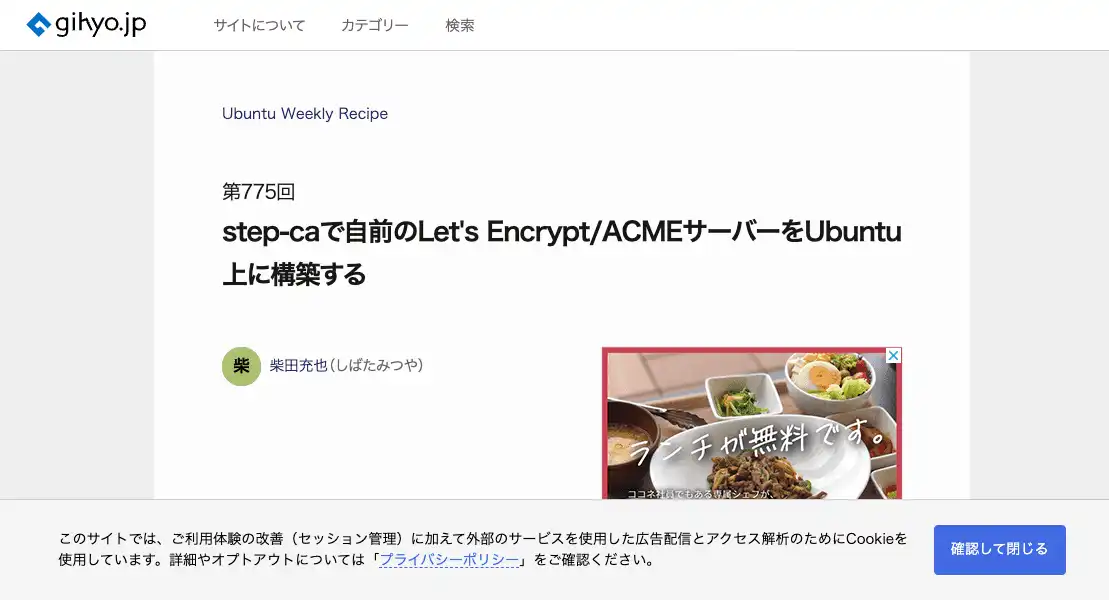 gihyo.jp
サイトについて
カテゴリー
検索
Ubuntu Weekly Recipe
第775回
step-caで自前のLet's Encrypt/ACMEサーバーをUbuntu
上に構築する
柴
柴田充也(しばたみつや)
ランチが無料です。
ココネ社員でもある専属シェフが、
このサイトでは、ご利用体験の改善（セッション管理）に加えて外部のサービスを使用した広告配信とアクセス解析のためにCookieを
使用しています。詳細やオプトアウトについては「プライバシーポリシー」をご確認ください。
確認して閉じる